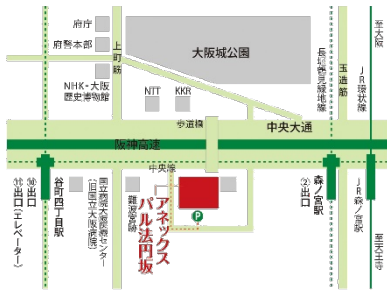 府庁
府警本部
NHK・大阪
歴史博物館
上町筋
大阪城公園
NTT
KKR
歩道橋
長堀鶴見緑地線
玉造筋
JR環状線
至大阪
中央大通
阪神高速
中央線
⑩出口
⑪出口(エレベーター)
谷町四丁目駅
国立病院大阪医療センター
(旧国立大阪病院)
難波宮跡
アネックス
パル法円坂
P
②出口
森ノ宮駅
JR森ノ宮駅
至天王寺